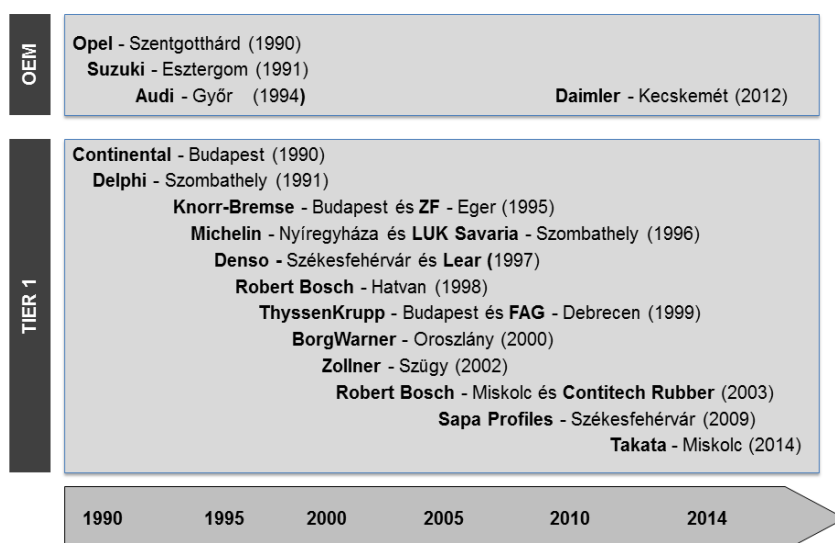 OEM
Opel - Szentgotthárd (1990)
Suzuki - Esztergom (1991)
Audi - Győr (1994)
Daimler - Kecskemét (2012)
TIER 1
Continental - Budapest (1990)
Delphi - Szombathely (1991)
Knorr-Bremse - Budapest és ZF - Eger (1995)
Michelin - Nyíregyháza és LUK Savaria - Szombathely (1996)
Denso - Székesfehérvár és Lear (1997)
Robert Bosch - Hatvan (1998)
ThyssenKrupp - Budapest és FAG - Debrecen (1999)
BorgWarner - Oroszlány (2000)
Zollner - Szügy (2002)
Robert Bosch - Miskolc és Contitech Rubber (2003)
Sapa Profiles - Székesfehérvár (2009)
Takata - Miskolc (2014)
1990 1995 2000 2005 2010 2014